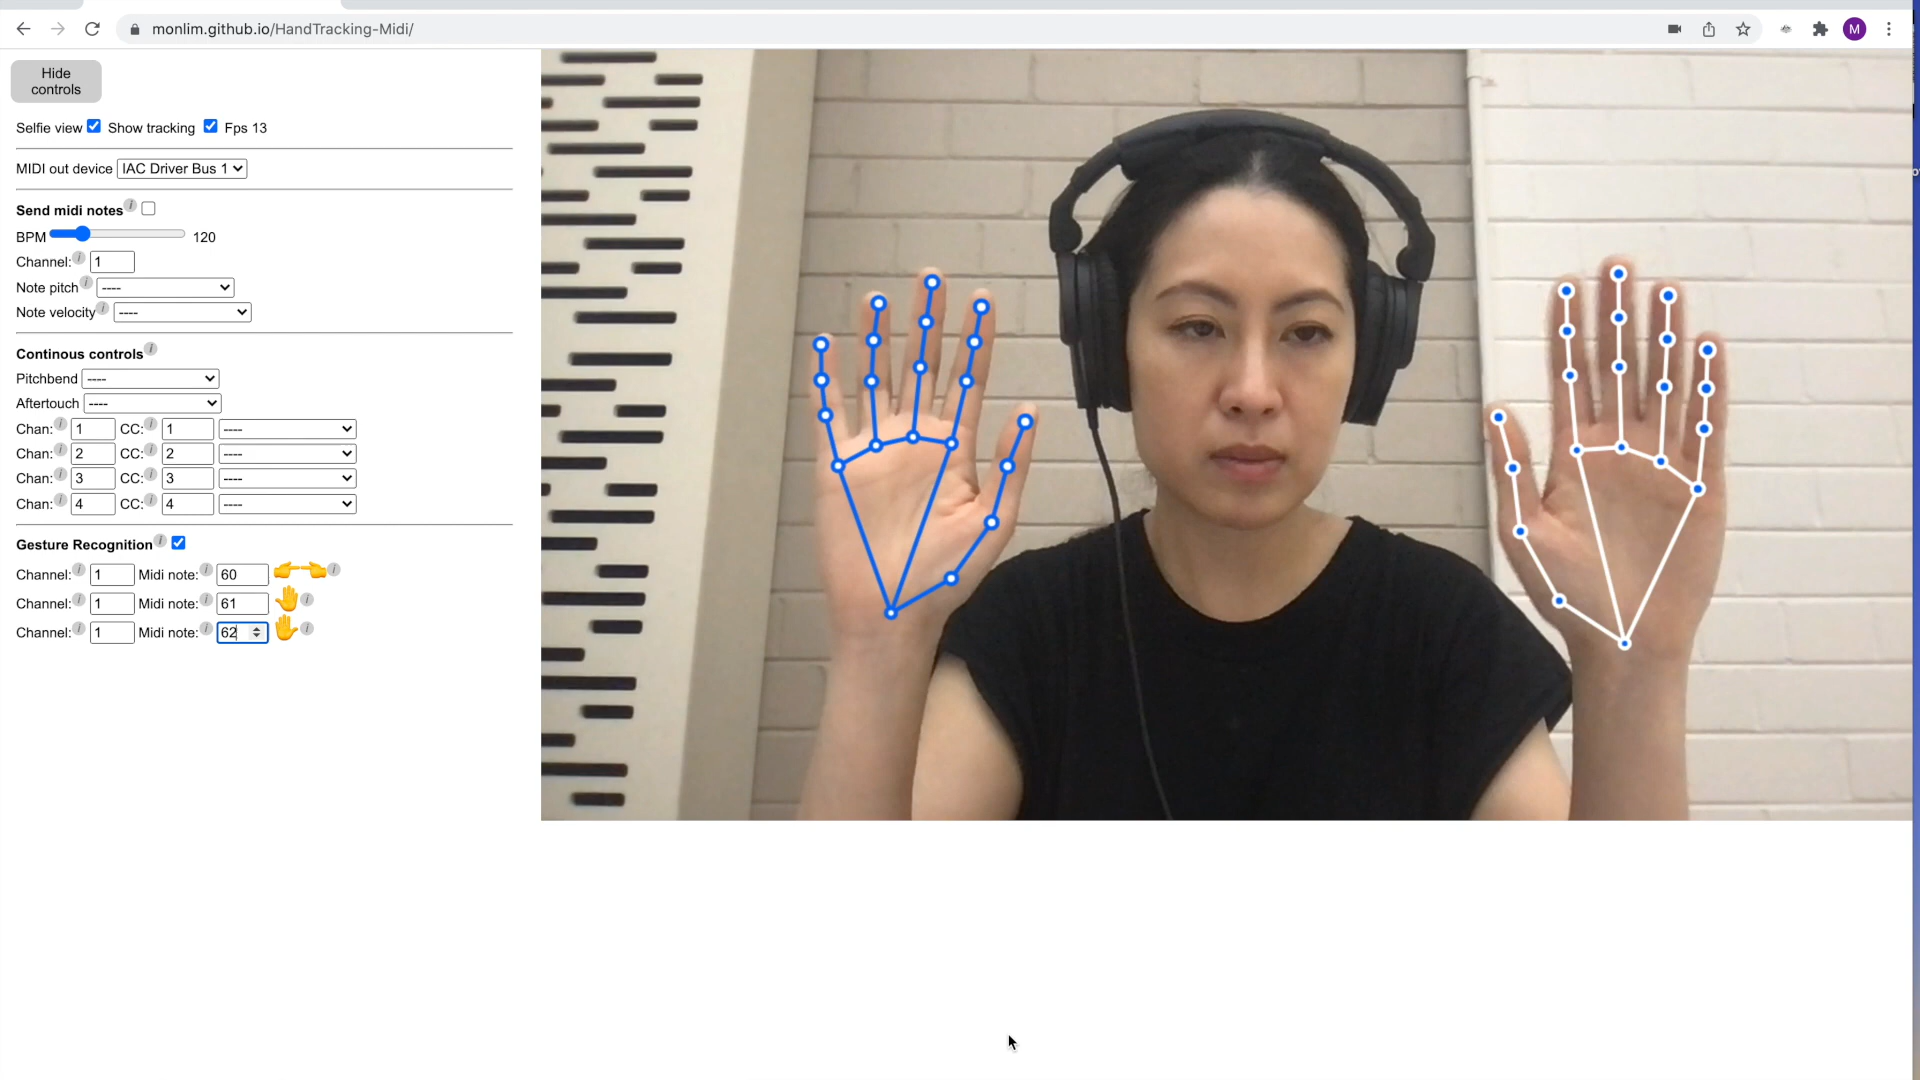 monlim.github.io/HandTracking-Midi/
M
Hide
controls
Selfie view Show tracking Fps 13
MIDI out device IAC Driver Bus 1
Send midi notes i
BPM 120
Channel: i 1
Note pitch i ----
Note velocity i ----
Continous controls i
Pitchbend ----
Aftertouch ----
Chan: i 1 CC: i 1 ----
Chan: i 2 CC: i 2 ----
Chan: i 3 CC: i 3 ----
Chan: i 4 CC: i 4 ----
Gesture Recognition i
Channel: i 1 Midi note: i 60 i
Channel: i 1 Midi note: i 61 i
Channel: i 1 Midi note: i 62 i